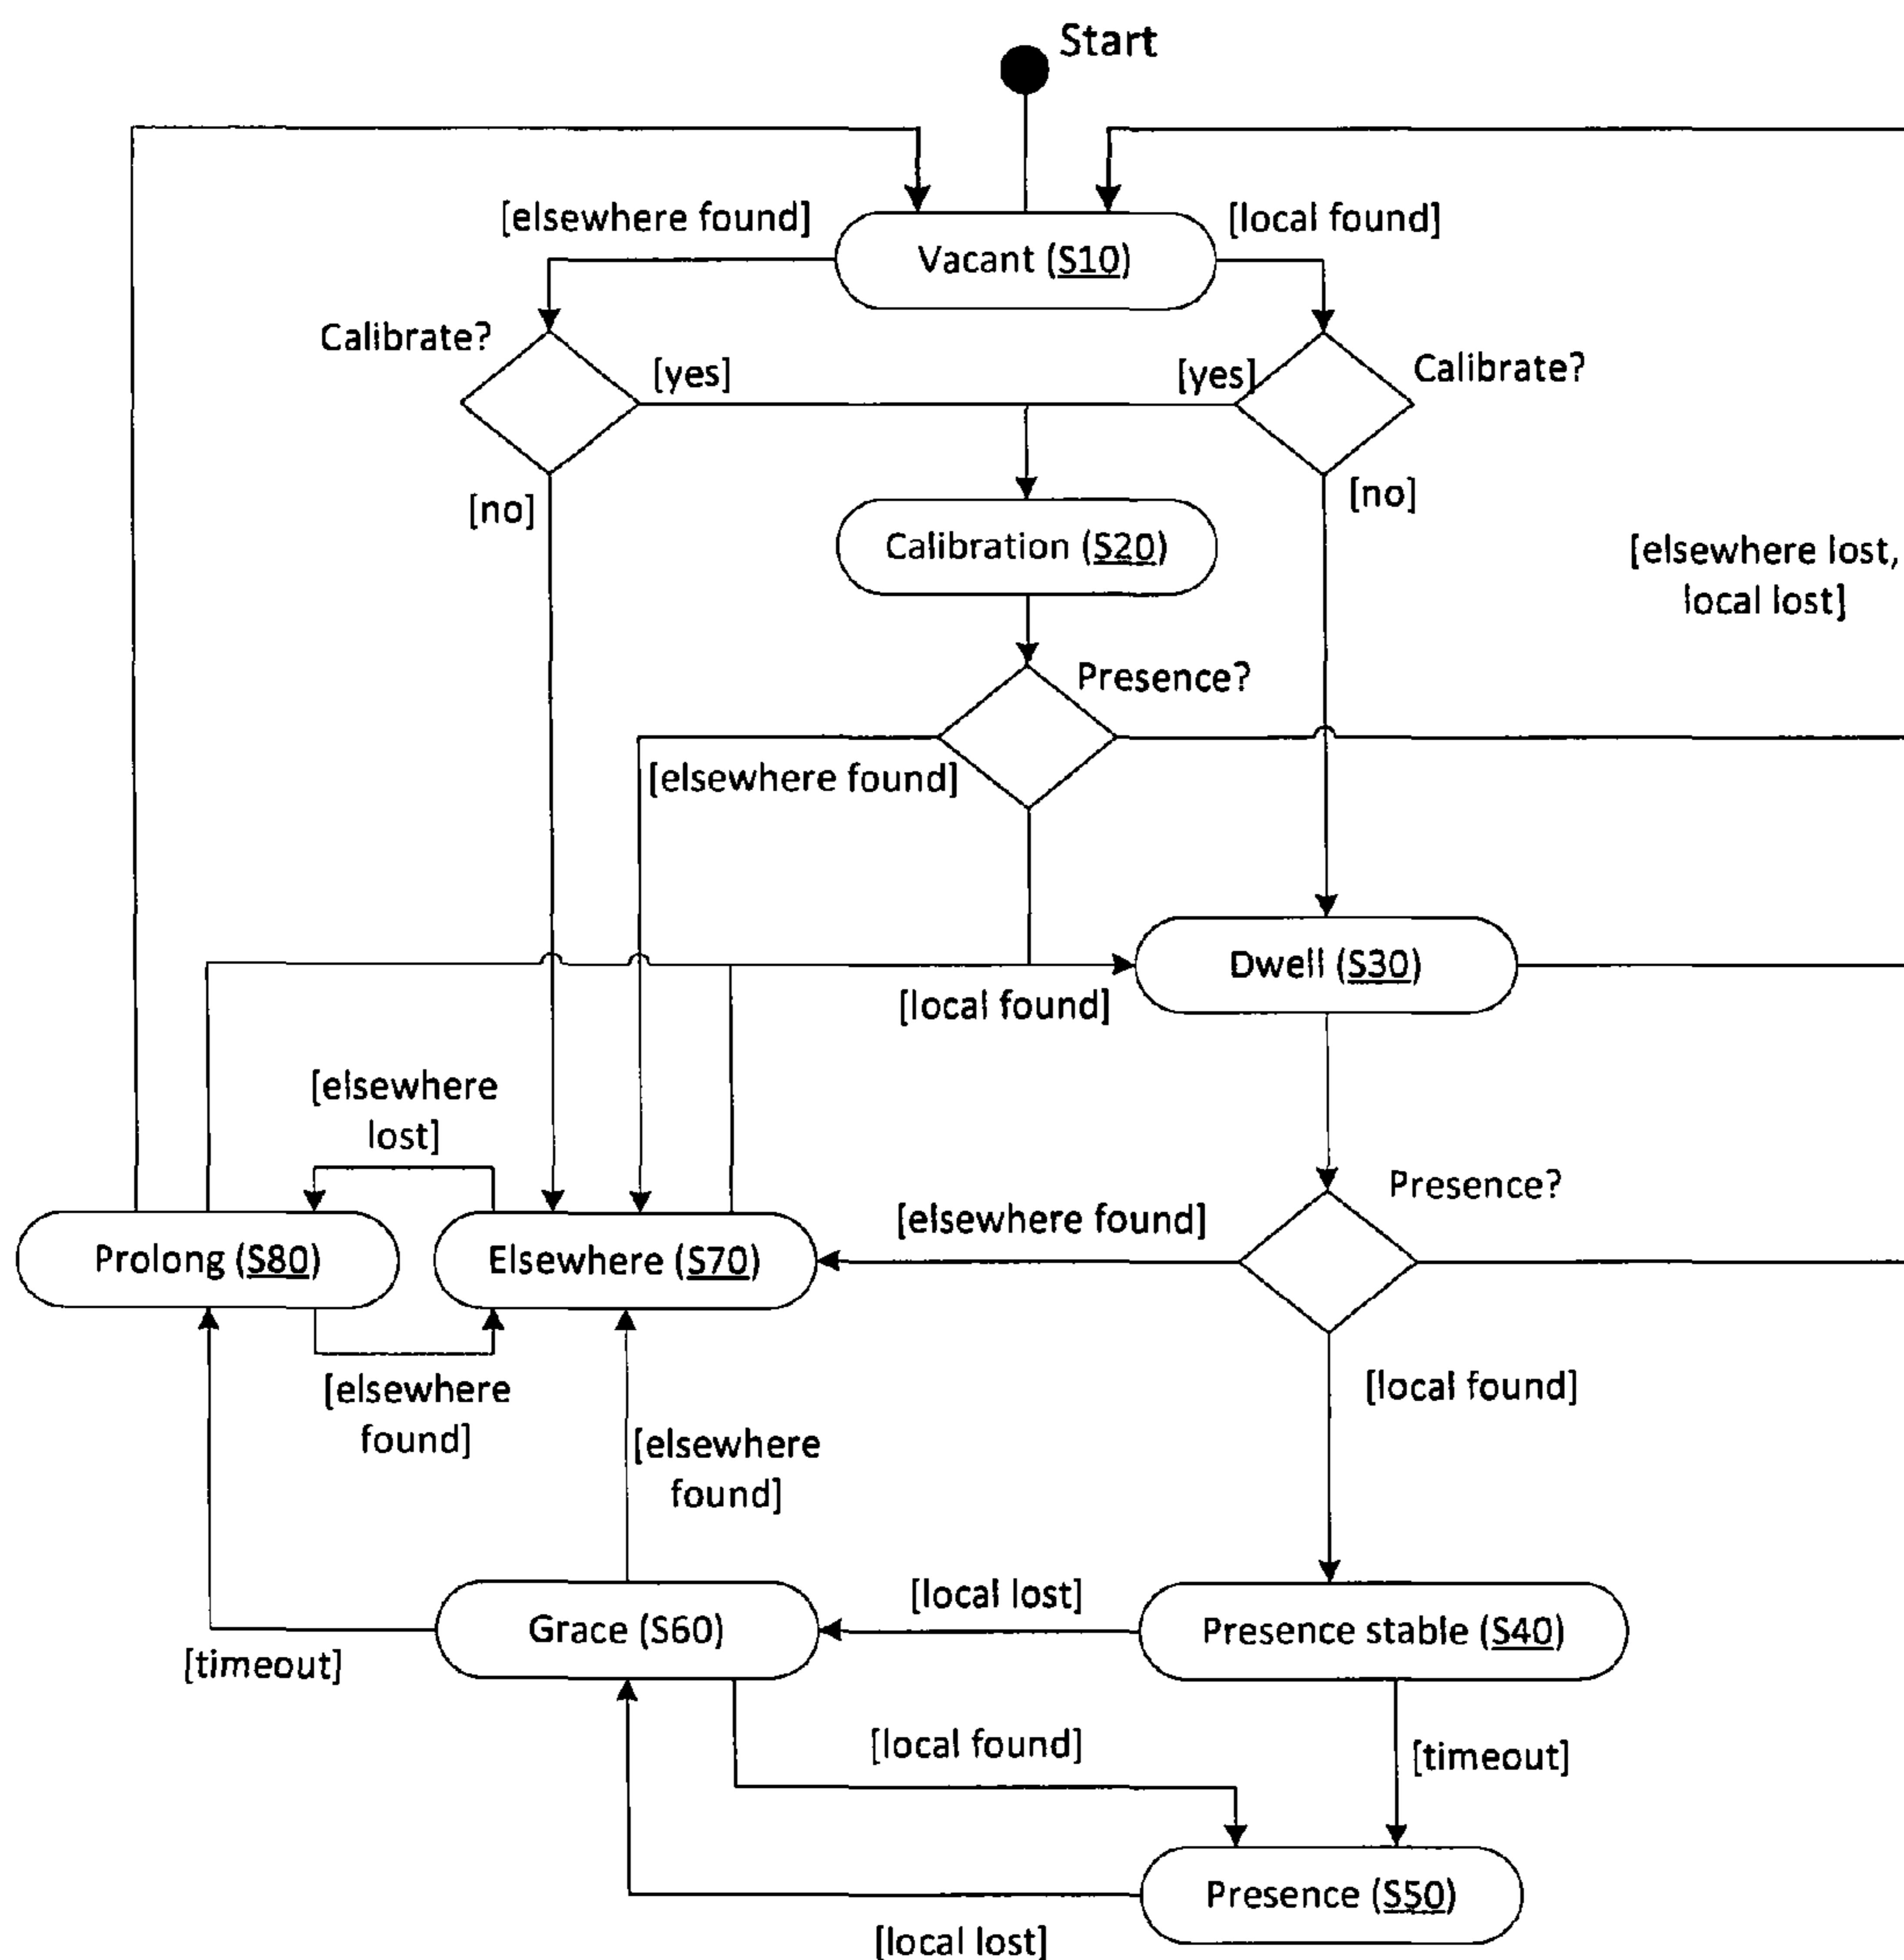 Start
[elsewhere found]
[local found]
Vacant (S10)
Calibrate?
[yes]
[yes]
Calibrate?
[no]
[no]
Calibration (S20)
[elsewhere lost,
local lost]
Presence?
[elsewhere found]
Dwell (S30)
[local found]
[elsewhere
lost]
Presence?
[elsewhere found]
Prolong (S80)
Elsewhere (S70)
[elsewhere
found]
[local found]
[elsewhere
found]
[local lost]
Grace (S60)
Presence stable (S40)
[timeout]
[local found]
[timeout]
Presence (S50)
[local lost]